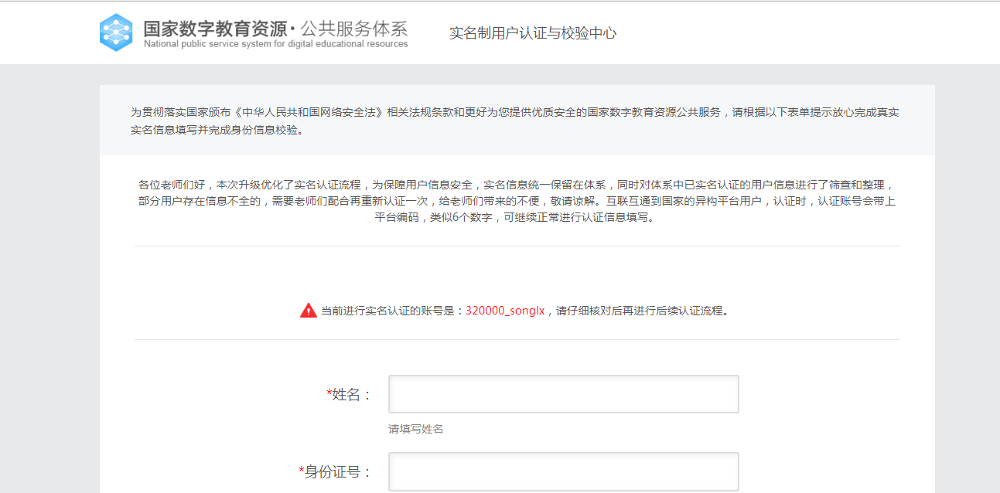 国家数字教育资源·公共服务体系
National public service system for digital educational resources
实名制用户认证与校验中心
为贯彻落实国家颁布《中华人民共和国网络安全法》相关法规条款和更好为您提供优质安全的国家数字教育资源公共服务，请根据以下表单提示放心完成真实
实名信息填写并完成身份信息校验。
各位老师们好，本次升级优化了实名认证流程，为保障用户信息安全，实名信息统一保留在体系，同时对体系中已实名认证的用户信息进行了筛查和整理，
部分用户存在信息不全的，需要老师们配合再重新认证一次，给老师们带来的不便，敬请谅解。互联互通到国家的异构平台用户，认证时，认证账号会带上
平台编码，类似6个数字，可继续正常进行认证信息填写。
当前进行实名认证的账号是：320000_songlx，请仔细核对后再进行后续认证流程。
*姓名：
请填写姓名
*身份证号：